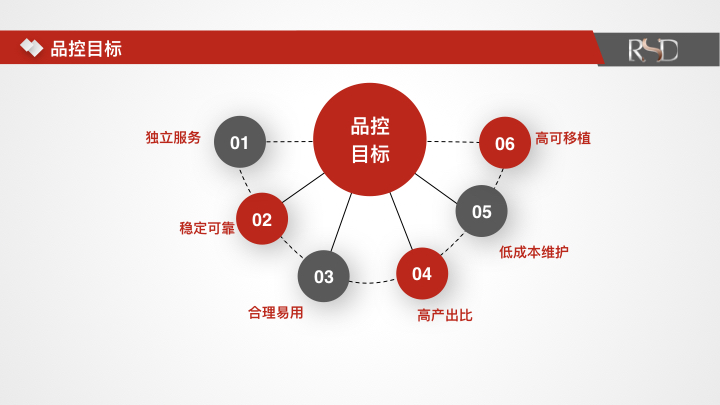 品控目标
RSD
品控
目标
01
独立服务
02
稳定可靠
03
合理易用
04
高产出比
05
低成本维护
06
高可移植